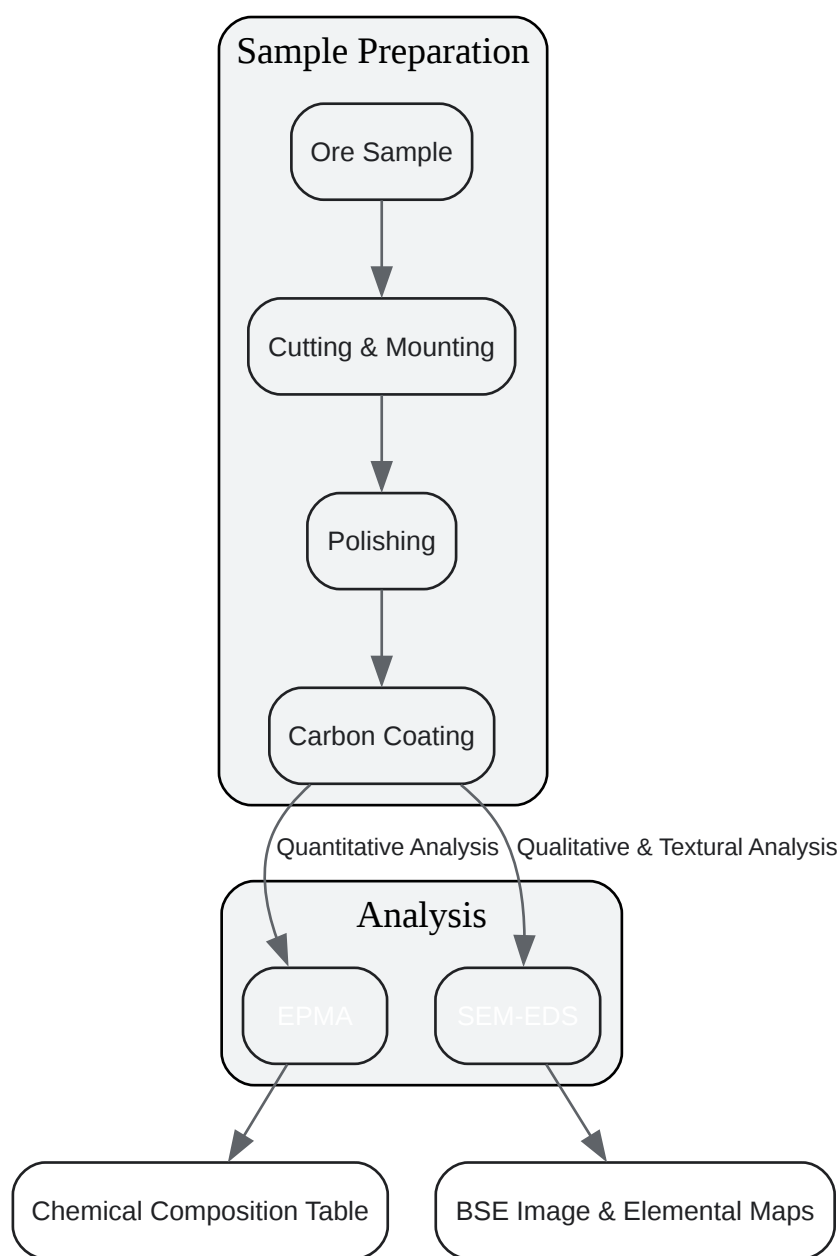 Sample Preparation
Ore Sample
Cutting & Mounting
Polishing
Carbon Coating
Quantitative Analysis
Qualitative & Textural Analysis
Analysis
EPMA
SEM-EDS
Chemical Composition Table
BSE Image & Elemental Maps